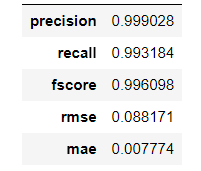 precision 0.999028
recall 0.993184
fscore 0.996098
rmse 0.088171
mae 0.007774